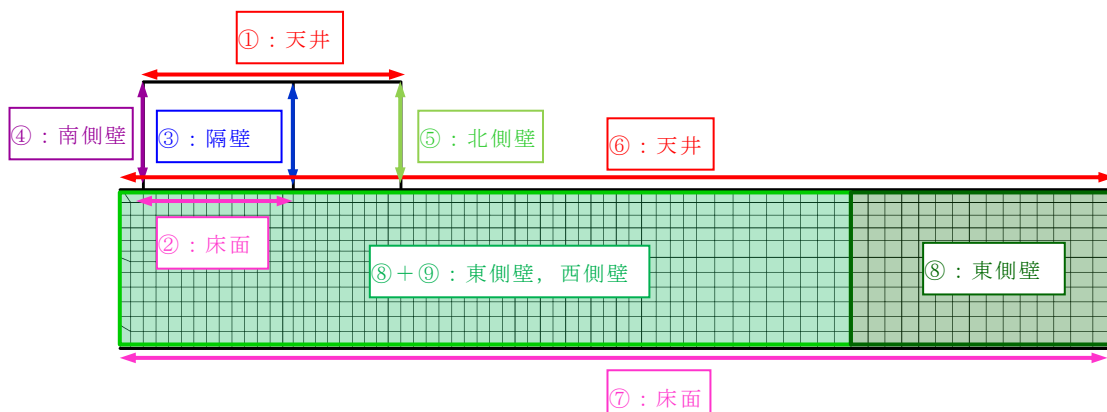 ①：天井
④：南側壁
③：隔壁
⑤：北側壁
⑥：天井
②：床面
⑧＋⑨：東側壁，西側壁
⑧：東側壁
⑦：床面